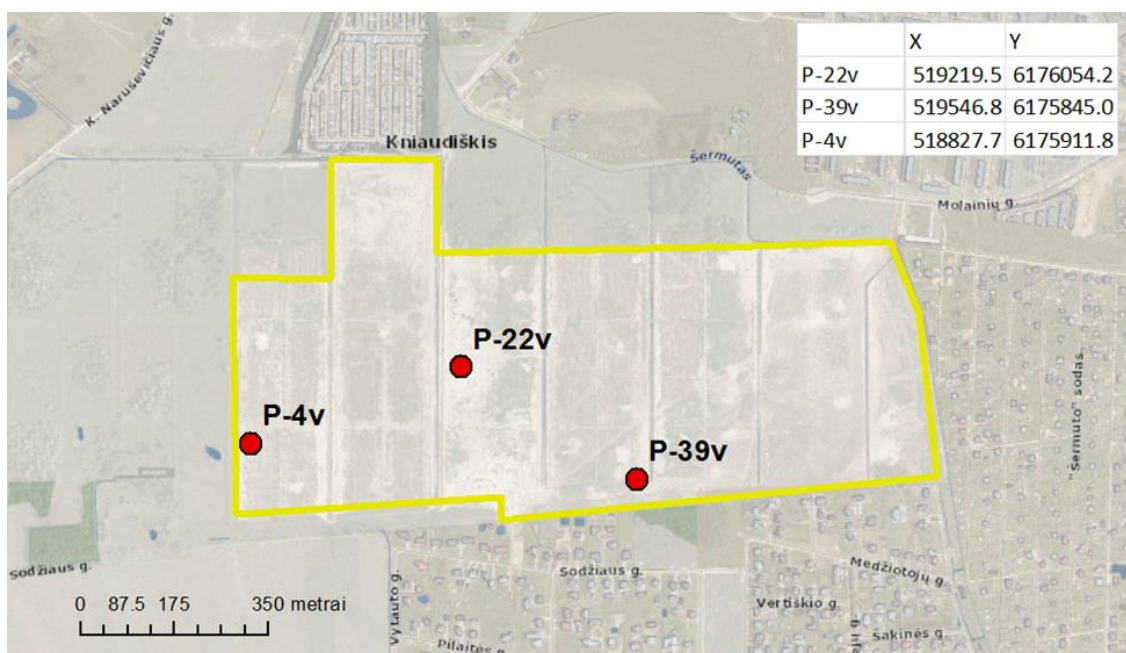 X Y
P-22v 519219.5 6176054.2
P-39v 519546.8 6175845.0
P-4v 518827.7 6175911.8
K. Naruševičiaus g.
Kniaudiškis
Šermutas
Molainių g.
P-22v
P-4v
P-39v
"Šermuto" sodas
Sodžiaus g.
Sodžiaus g.
Medžiotojų g.
Vytauto g.
Vertiškio g.
Šakinės g.
Pilaitės g.
0 87.5 175 350 metrai